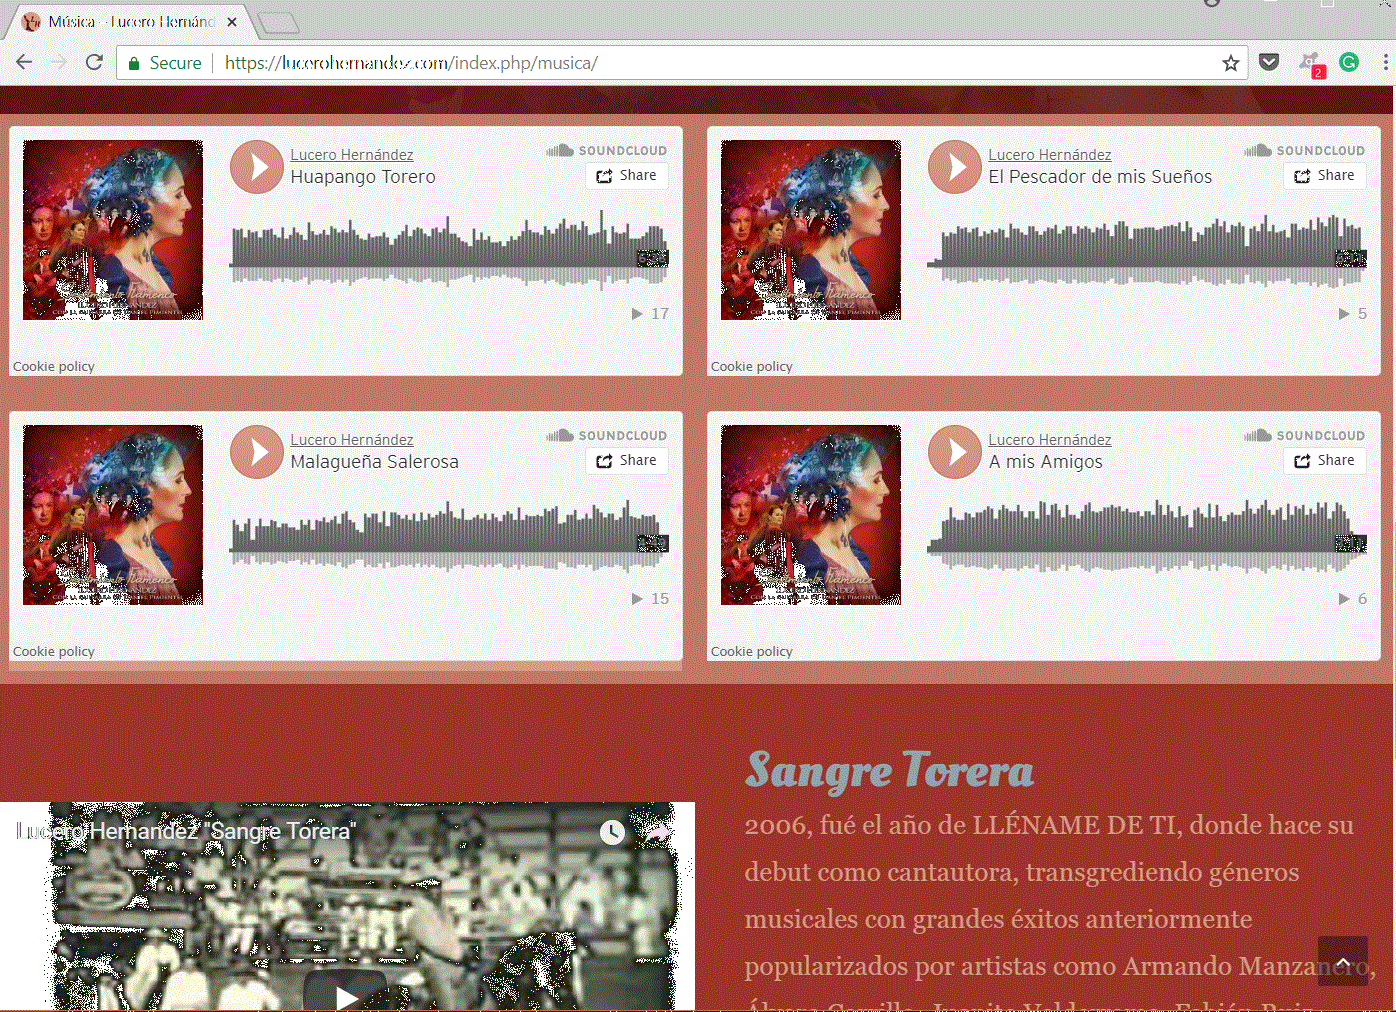 Música – Lucero Hernánd
Secure
https://lucerohernandez.com/index.php/musica/
2
Lucero Hernández
Huapango Torero
SOUNDCLOUD
Share
17
Cookie policy
Lucero Hernández
El Pescador de mis Sueños
SOUNDCLOUD
Share
5
Cookie policy
Lucero Hernández
Malagueña Salerosa
SOUNDCLOUD
Share
15
Cookie policy
Lucero Hernández
A mis Amigos
SOUNDCLOUD
Share
6
Cookie policy
Lucero Hernandez "Sangre Torera"
Sangre Torera
2006, fué el año de LLÉNAME DE TI, donde hace su
debut como cantautora, transgrediendo géneros
musicales con grandes éxitos anteriormente
popularizados por artistas como Armando Manzanero,